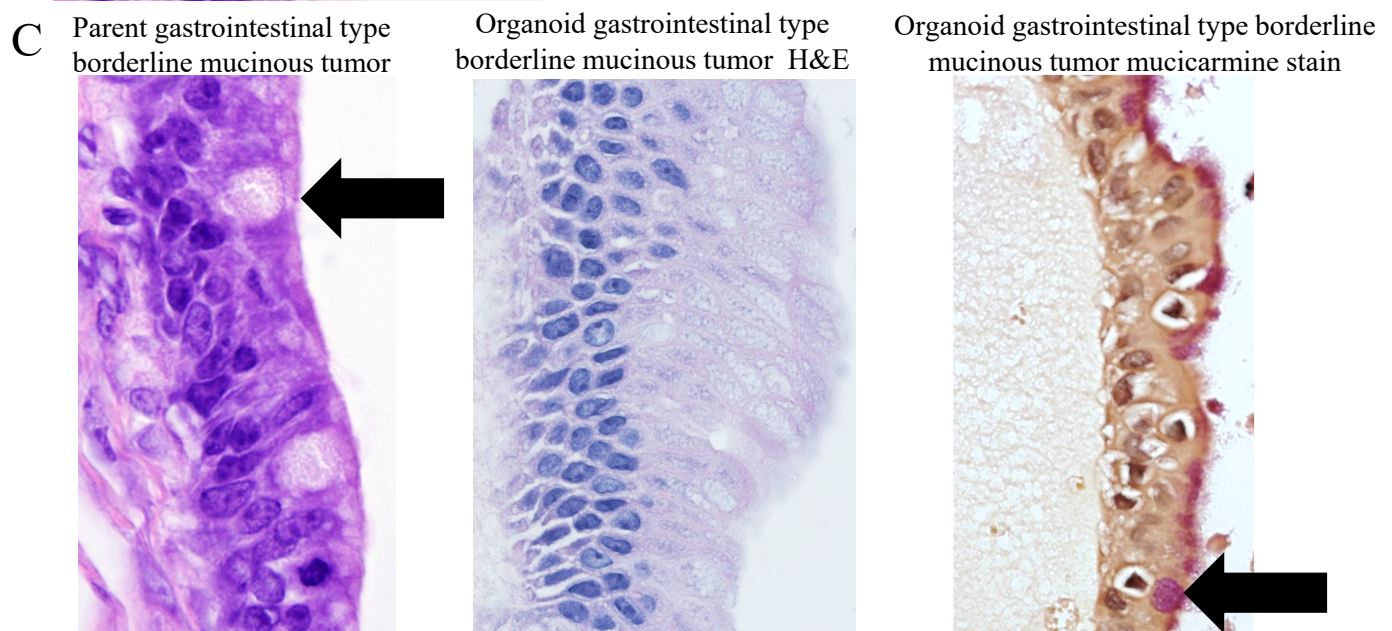 C
Parent gastrointestinal type
borderline mucinous tumor
Organoid gastrointestinal type
borderline mucinous tumor H&E
Organoid gastrointestinal type borderline
mucinous tumor mucicarmine stain